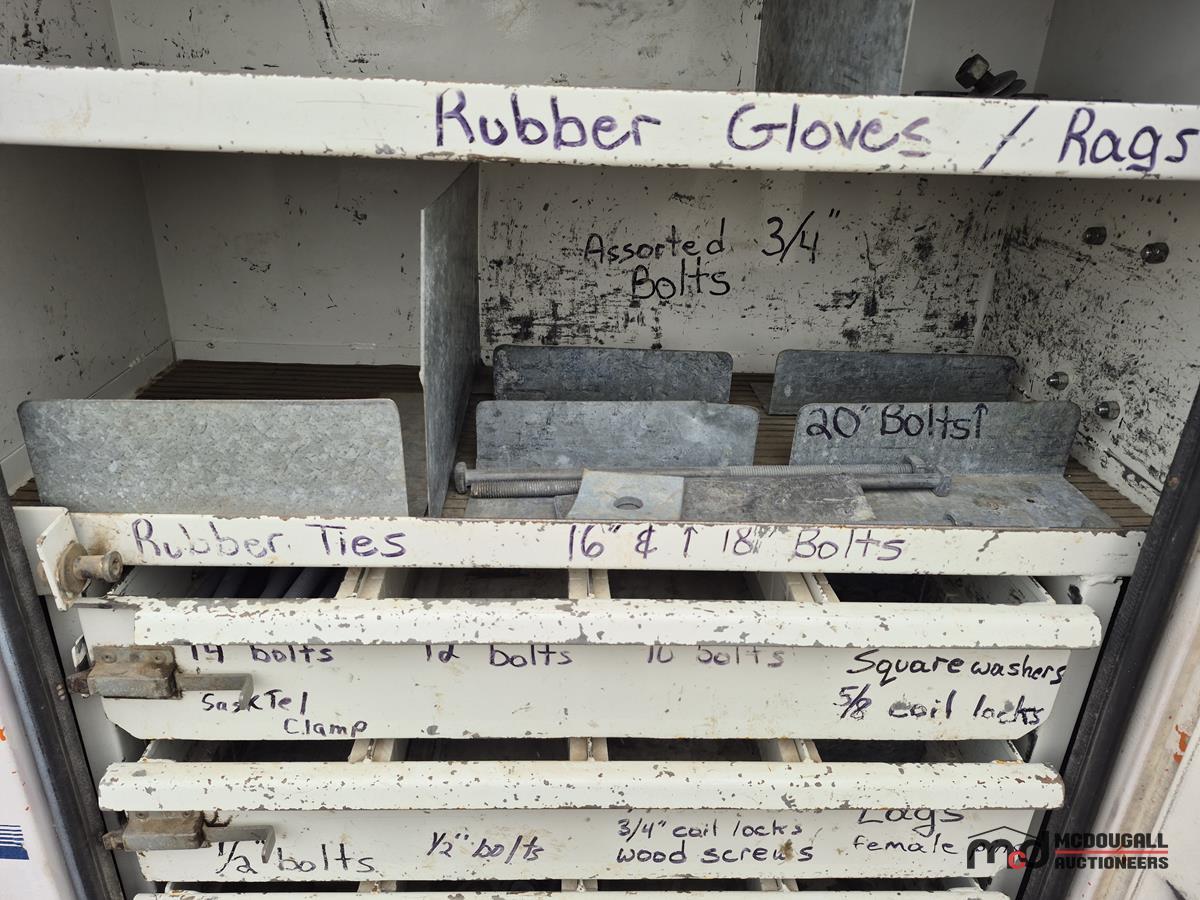 Rubber Gloves / Rags
Assorted 3/4"
Bolts
20" Bolts↑
Rubber Ties
16" & ↑ 18" Bolts
14 bolts
12 bolts
10 bolts
Square washers
SaskTel
Clamp
5/8 coil locks
1/2" bolts
1/2" bolts
3/4" coil locks
wood screws
Lags
female
McD MCDOUGALL
AUCTIONEERS